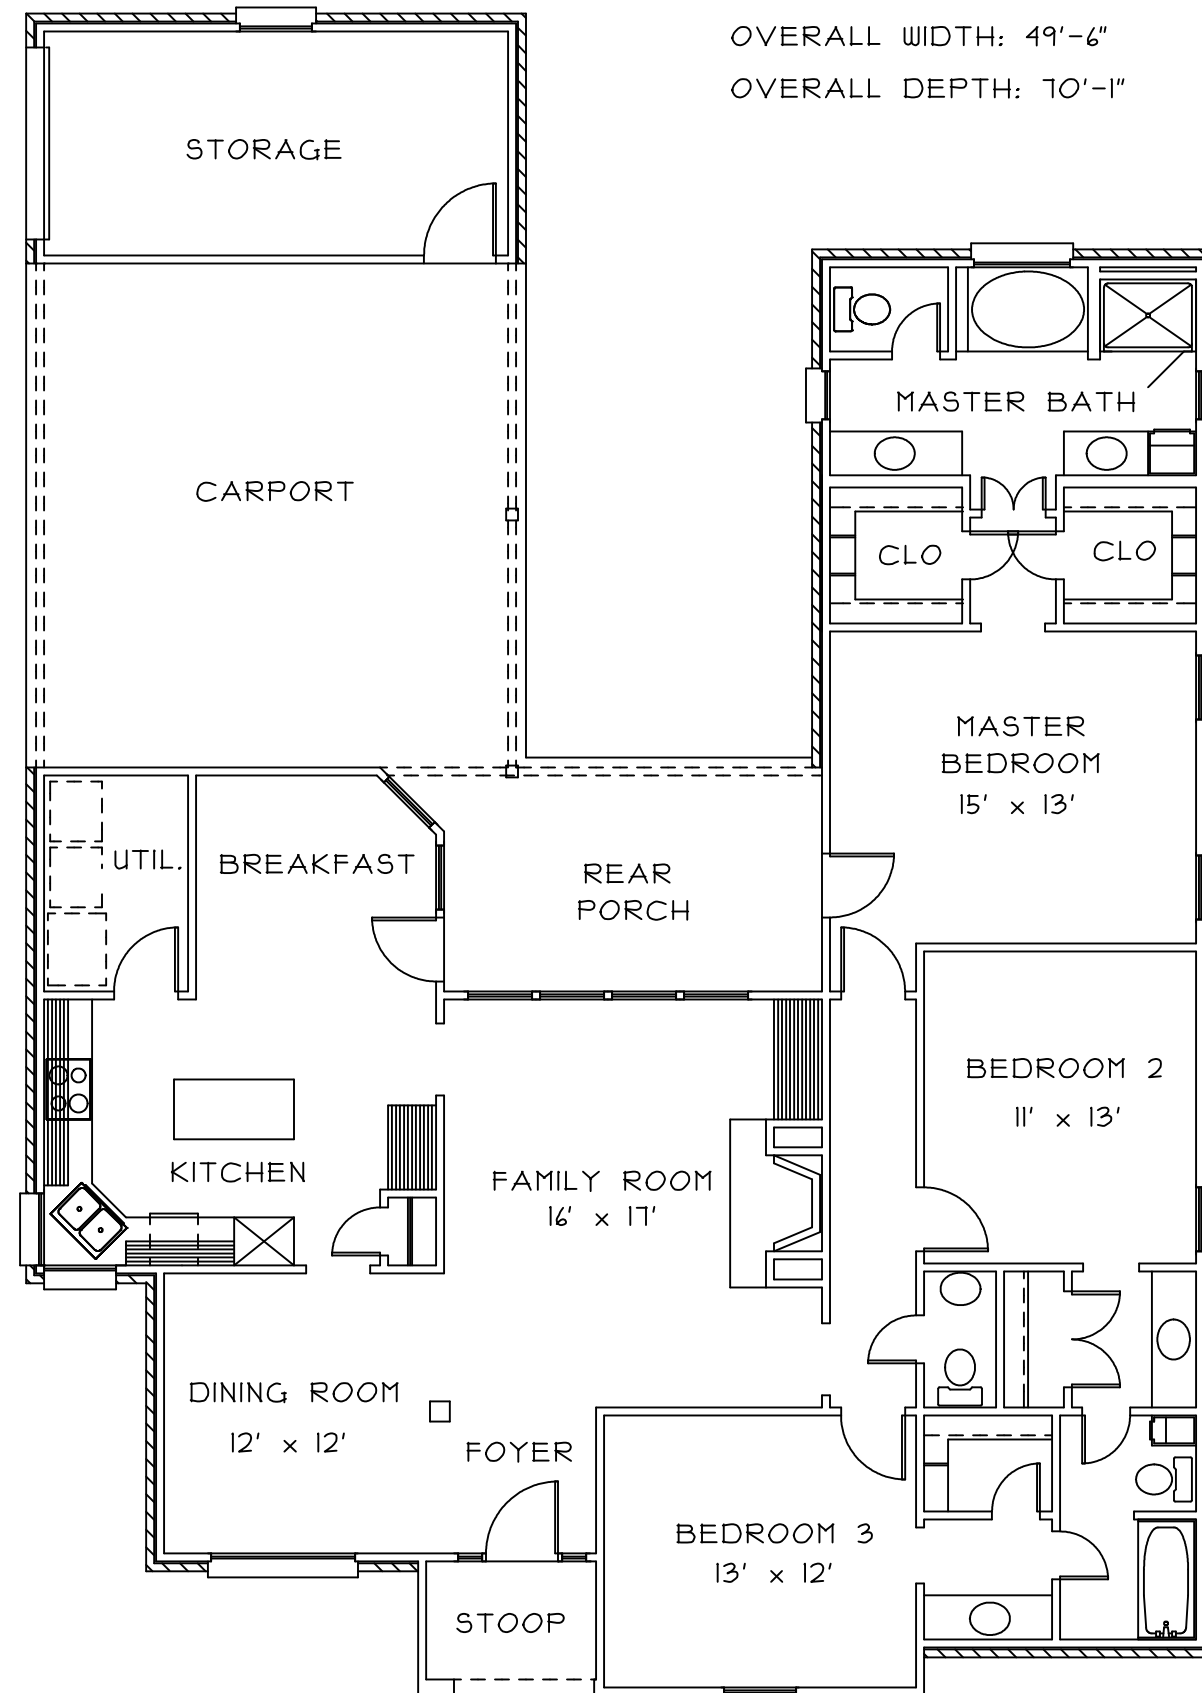 OVERALL WIDTH: 49'-6"
OVERALL DEPTH: 70'-1"
STORAGE
MASTER BATH
CARPORT
CLO
CLO
MASTER
BEDROOM
15' x 13'
UTIL.
BREAKFAST
REAR
PORCH
BEDROOM 2
11' x 13'
KITCHEN
FAMILY ROOM
16' x 17'
DINING ROOM
12' x 12'
FOYER
BEDROOM 3
13' x 12'
STOOP